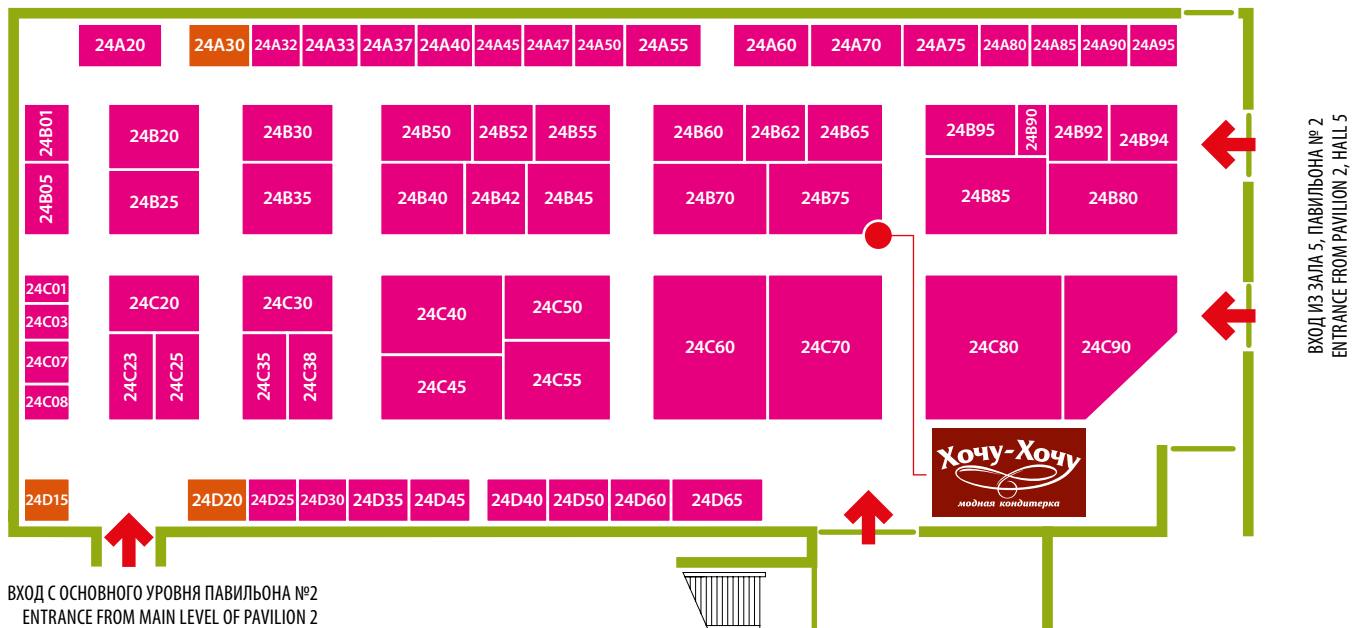 24A20 24A30 24A32 24A33 24A37 24A40 24A45 24A47 24A50 24A55 24A60 24A70 24A75 24A80 24A85 24A90 24A95
24B01 24B20 24B30 24B50 24B52 24B55 24B60 24B62 24B65 24B95 24B90 24B92 24B94
24B05 24B25 24B35 24B40 24B42 24B45 24B70 24B75 24B85 24B80
ВХОД ИЗ ЗАЛА 5, ПАВИЛЬОНА № 2
ENTRANCE FROM PAVILION 2, HALL 5
24C01 24C20 24C30 24C40 24C50
24C03
24C07 24C23 24C25 24C35 24C38 24C45 24C55 24C60 24C70 24C80 24C90
24C08
Хочу-Хочу
модная кондитерка
24D15 24D20 24D25 24D30 24D35 24D45 24D40 24D50 24D60 24D65
ВХОД С ОСНОВНОГО УРОВНЯ ПАВИЛЬОНА №2
ENTRANCE FROM MAIN LEVEL OF PAVILION 2